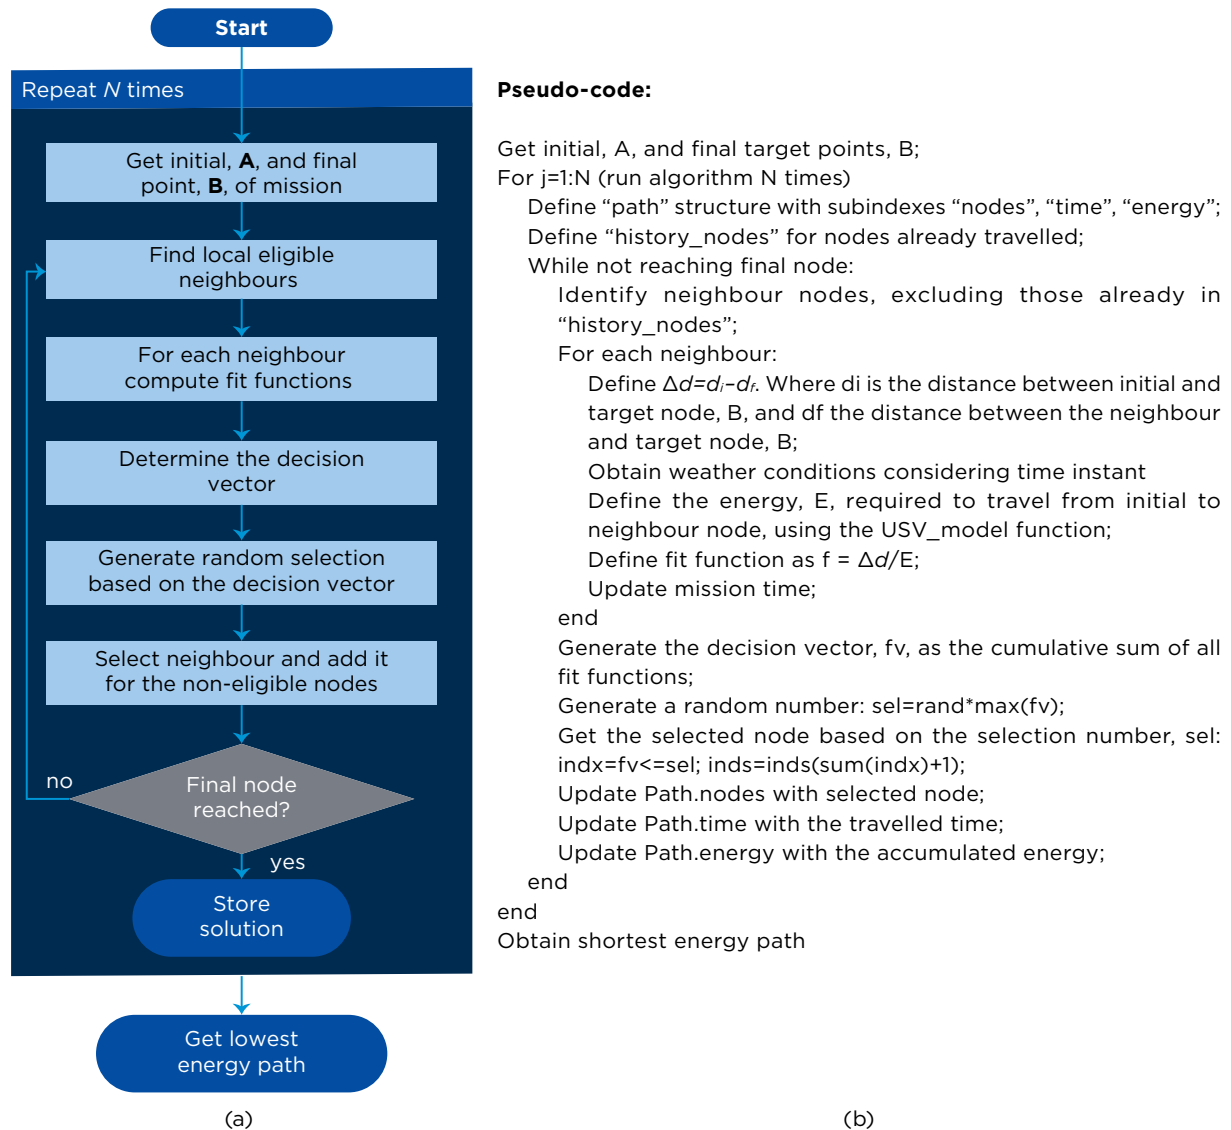 Start
Repeat N times
Get initial, A, and final
point, B, of mission
Find local eligible
neighbours
For each neighbour
compute fit functions
Determine the decision
vector
Generate random selection
based on the decision vector
Select neighbour and add it
for the non-eligible nodes
no
Final node
reached?
yes
Store
solution
Get lowest
energy path
(a)
Pseudo-code:
Get initial, A, and final target points, B;
For j=1:N (run algorithm N times)
Define “path” structure with subindexes “nodes”, “time”, “energy”;
Define “history_nodes” for nodes already travelled;
While not reaching final node:
Identify neighbour nodes, excluding those already in
“history_nodes”;
For each neighbour:
Define Δd=di–df. Where di is the distance between initial and
target node, B, and df the distance between the neighbour
and target node, B;
Obtain weather conditions considering time instant
Define the energy, E, required to travel from initial to
neighbour node, using the USV_model function;
Define fit function as f = Δd/E;
Update mission time;
end
Generate the decision vector, fv, as the cumulative sum of all
fit functions;
Generate a random number: sel=rand*max(fv);
Get the selected node based on the selection number, sel:
indx=fv<=sel; inds=inds(sum(indx)+1);
Update Path.nodes with selected node;
Update Path.time with the travelled time;
Update Path.energy with the accumulated energy;
end
end
Obtain shortest energy path
(b)